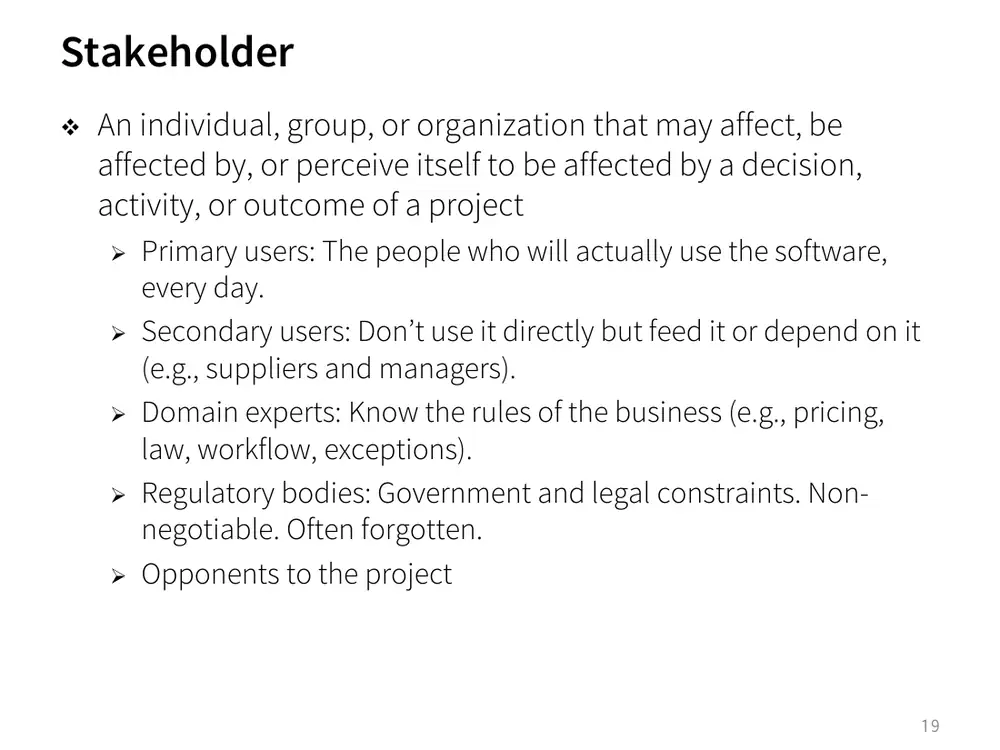 Stakeholder
❖ An individual, group, or organization that may affect, be
affected by, or perceive itself to be affected by a decision,
activity, or outcome of a project
➢ Primary users: The people who will actually use the software,
every day.
➢ Secondary users: Don’t use it directly but feed it or depend on it
(e.g., suppliers and managers).
➢ Domain experts: Know the rules of the business (e.g., pricing,
law, workflow, exceptions).
➢ Regulatory bodies: Government and legal constraints. Non-
negotiable. Often forgotten.
➢ Opponents to the project
19